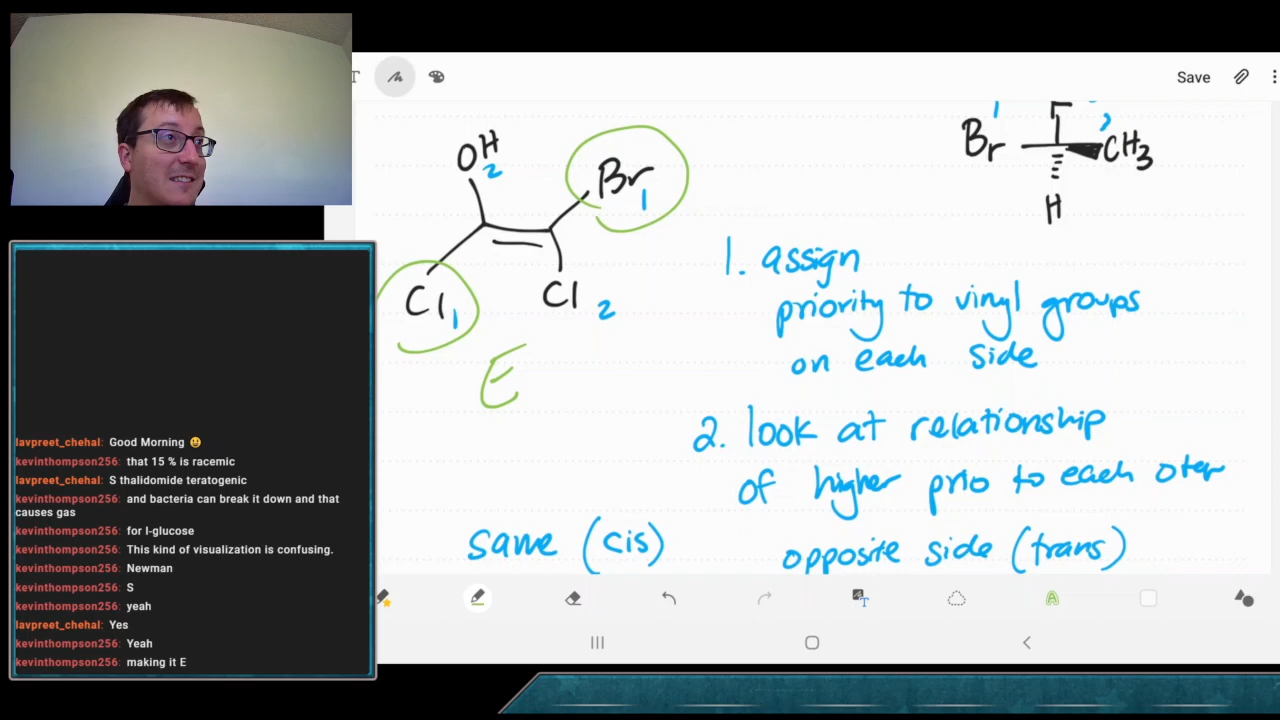 T
Save
OH
2
Br
1
Cl
1
Cl
2
E
1
Br
CH3
H
1. assign
priority to vinyl groups
on each side
2. look at relationship
of higher prio to each oter
same (cis)
opposite side (trans)
lavpreet_chehal: Good Morning 😃
kevinthompson256: that 15 % is racemic
lavpreet_chehal: S thalidomide teratogenic
kevinthompson256: and bacteria can break it down and that
causes gas
kevinthompson256: for l-glucose
kevinthompson256: This kind of visualization is confusing.
kevinthompson256: Newman
kevinthompson256: S
kevinthompson256: yeah
lavpreet_chehal: Yes
kevinthompson256: Yeah
kevinthompson256: making it E
A
T